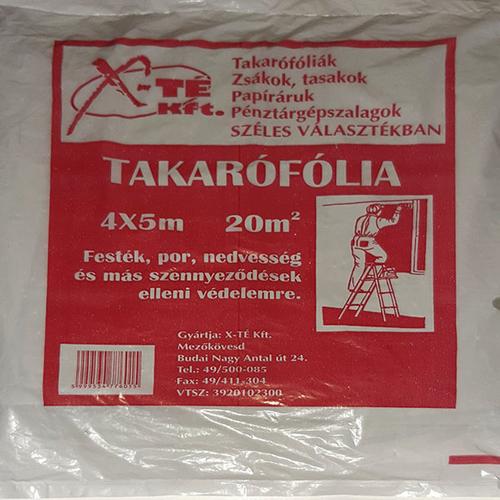 X-TÉ
Kft.
Takarófóliák
Zsákok, tasakok
Papíráruk
Pénztárgépszalagok
SZÉLES VÁLASZTÉKBAN
TAKARÓFÓLIA
4X5m 20m²
Festék, por, nedvesség
és más szennyeződések
elleni védelemre.
Gyártja: X-TÉ Kft.
Mezőkövesd
Budai Nagy Antal út 24.
Tel.: 49/500-085
Fax: 49/411-304
VTSZ: 3920102300